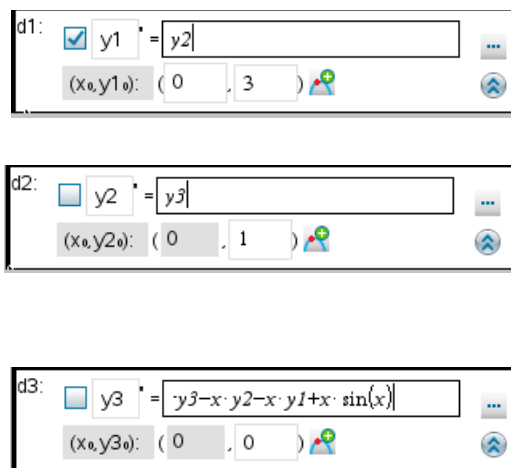 d1: y1 ' = y2
(x₀,y1₀): ( 0 , 3 )
...
d2: y2 ' = y3
(x₀,y2₀): ( 0 , 1 )
...
d3: y3 ' = -y3−x·y2−x·y1+x·sin(x)
(x₀,y3₀): ( 0 , 0 )
...